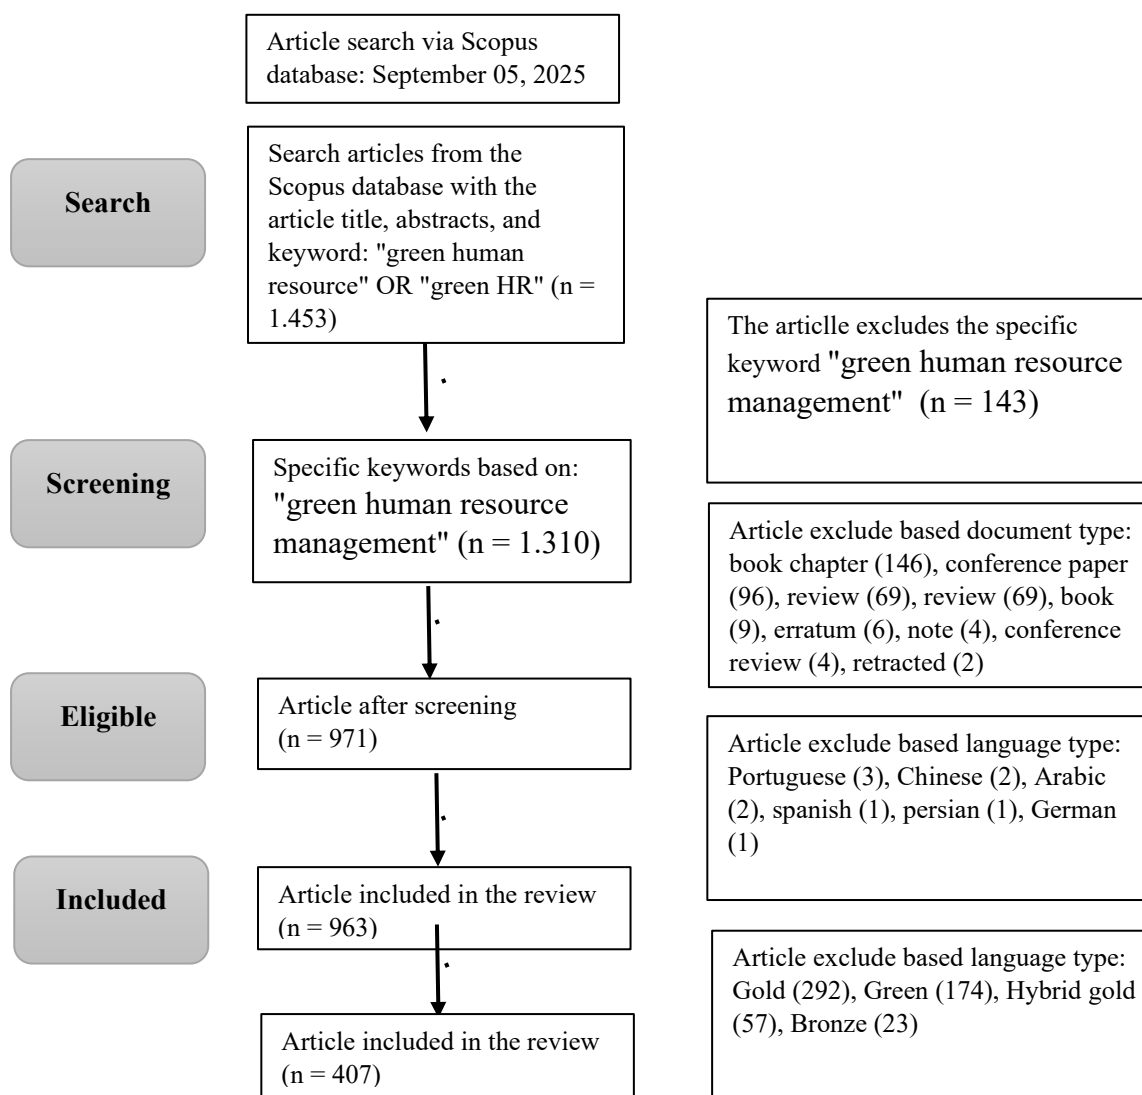 Article search via Scopus
database: September 05, 2025
Search
Search articles from the
Scopus database with the
article title, abstracts, and
keyword: "green human
resource" OR "green HR" (n =
1.453)
The articlle excludes the specific
keyword "green human resource
management" (n = 143)
Screening
Specific keywords based on:
"green human resource
management" (n = 1.310)
Article exclude based document type:
book chapter (146), conference paper
(96), review (69), review (69), book
(9), erratum (6), note (4), conference
review (4), retracted (2)
Eligible
Article after screening
(n = 971)
Article exclude based language type:
Portuguese (3), Chinese (2), Arabic
(2), spanish (1), persian (1), German
(1)
Included
Article included in the review
(n = 963)
Article exclude based language type:
Gold (292), Green (174), Hybrid gold
(57), Bronze (23)
Article included in the review
(n = 407)